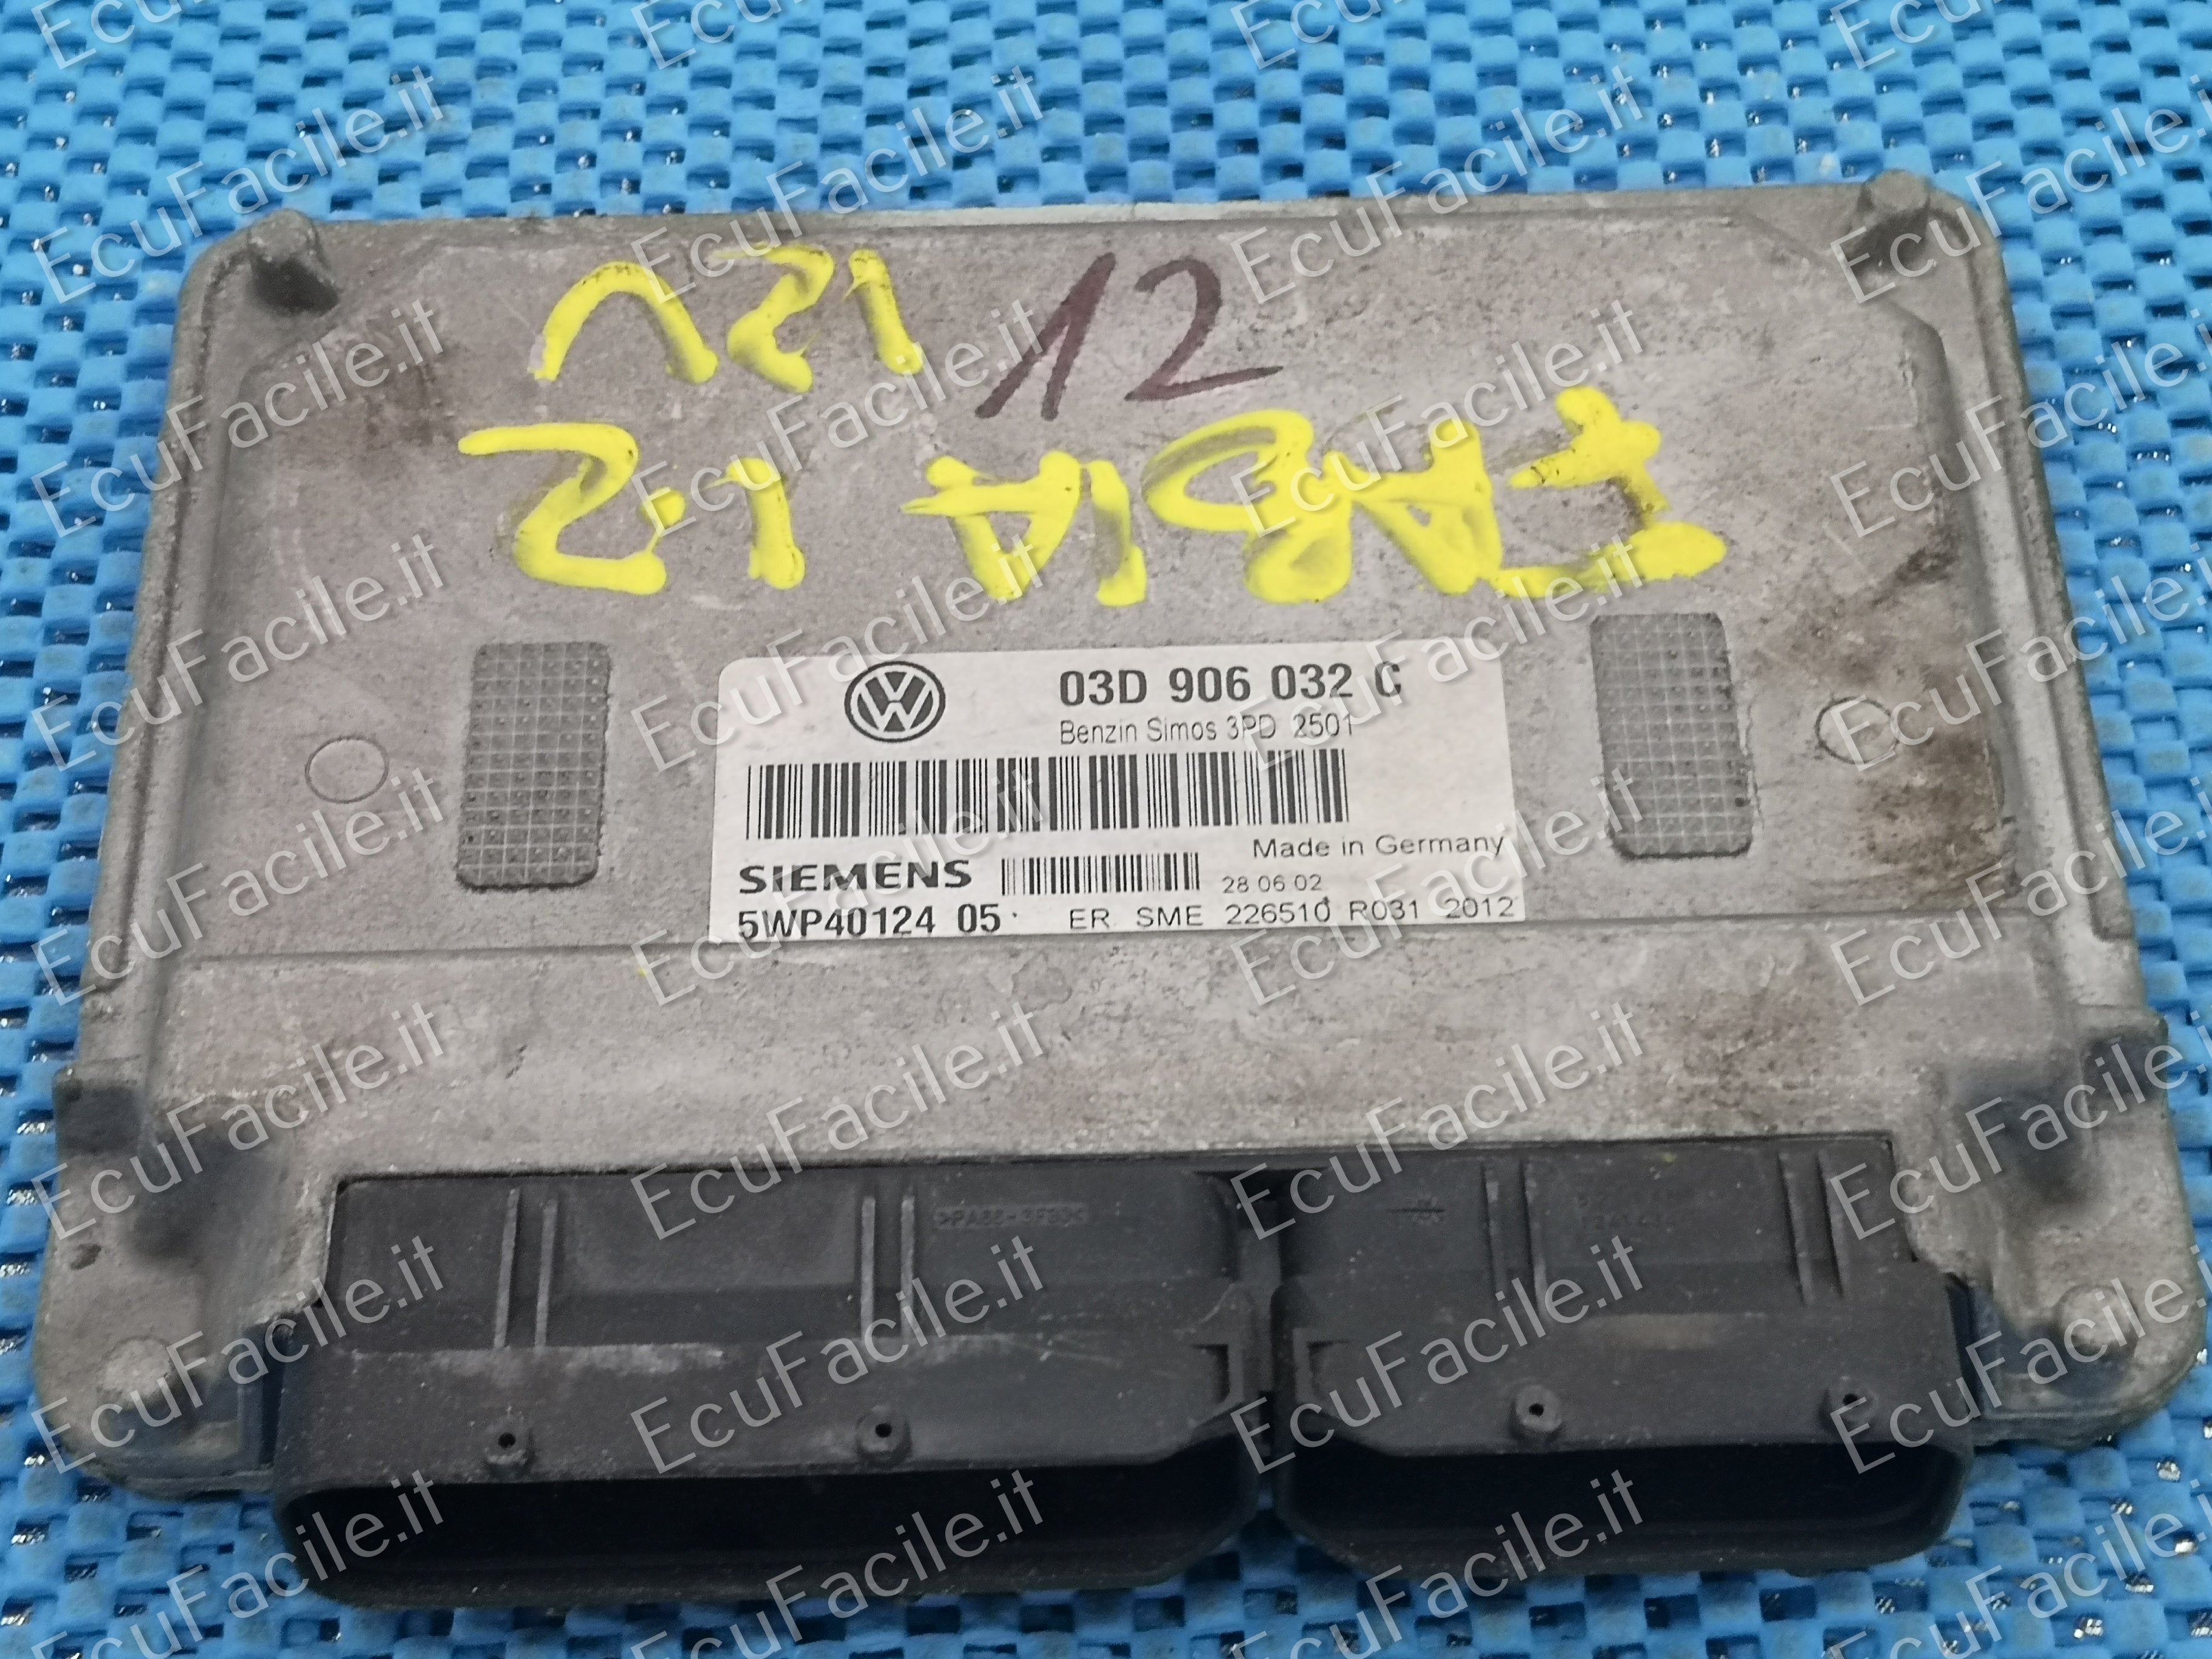 12V
12
FABIA 1.2
03D 906 032 C
Benzin Simos 3PD 2501
Made in Germany
SIEMENS
28 06 02
5WP40124 05
ER. SME 226510 R031 2012
EcuFacile.it